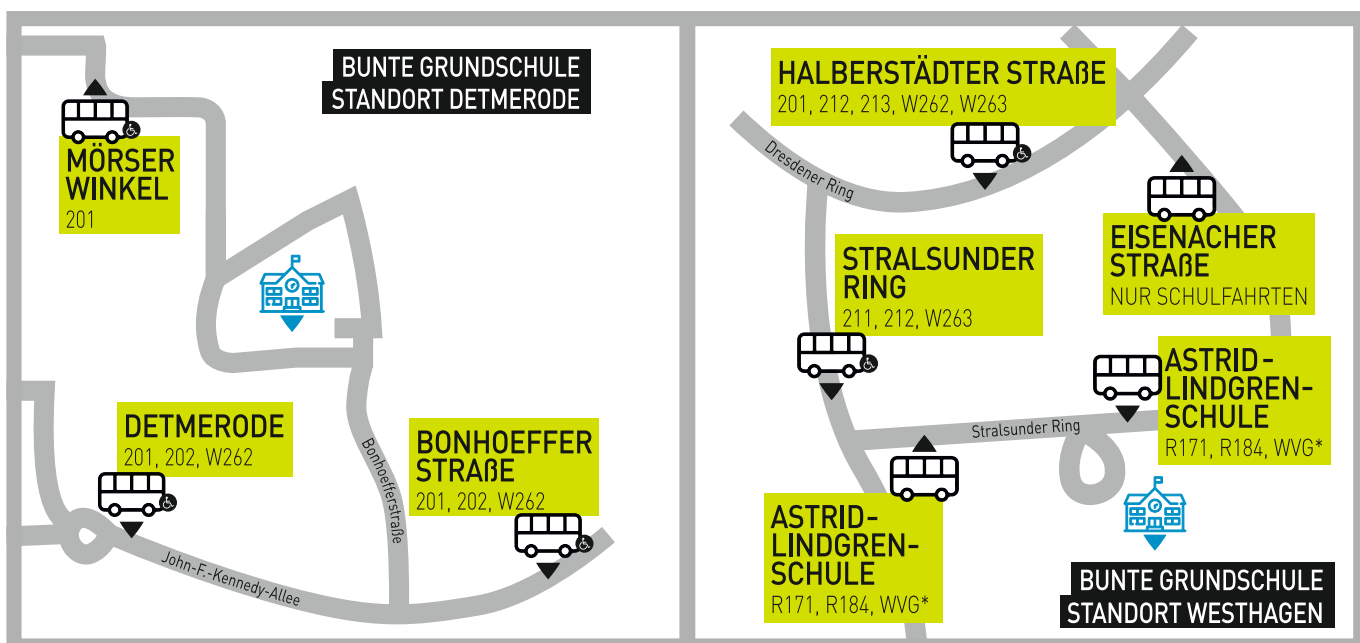 BUNTE GRUNDSCHULE
STANDORT DETMERODE
MÖRSER
WINKEL
201
DETMERODE
201, 202, W262
BONHOEFFER
STRAßE
201, 202, W262
Bonhoefferstraße
John-F.-Kennedy-Allee
HALBERSTÄDTER STRAßE
201, 212, 213, W262, W263
Dresdener Ring
EISENACHER
STRAßE
NUR SCHULFAHRTEN
STRALSUNDER
RING
211, 212, W263
ASTRID-
LINDGREN-
SCHULE
R171, R184, WVG*
Stralsunder Ring
ASTRID-
LINDGREN-
SCHULE
R171, R184, WVG*
BUNTE GRUNDSCHULE
STANDORT WESTHAGEN